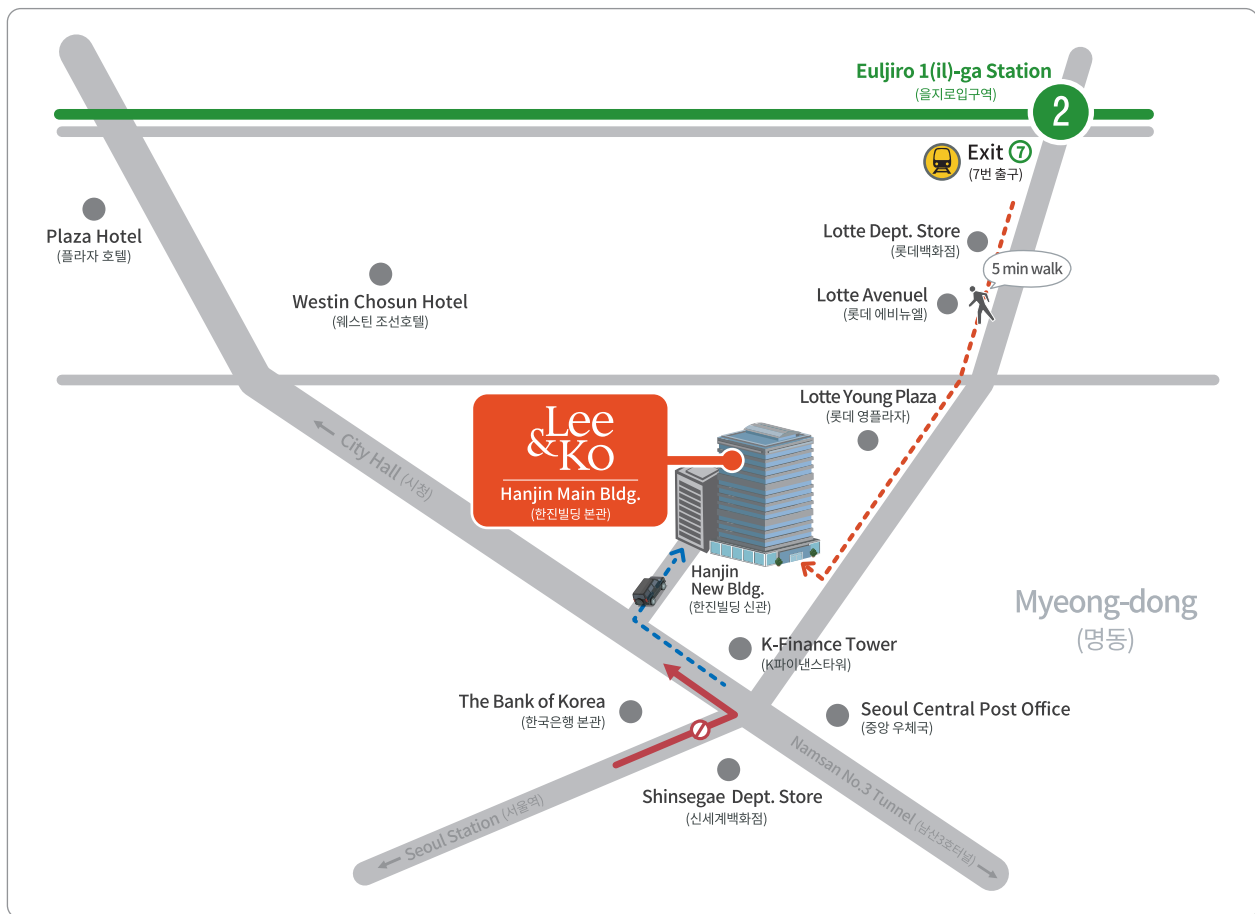 Euljiro 1(il)-ga Station
(을지로입구역)
2
Exit 7
(7번 출구)
Plaza Hotel
(플라자 호텔)
Lotte Dept. Store
(롯데백화점)
5 min walk
Westin Chosun Hotel
(웨스틴 조선호텔)
Lotte Avenuel
(롯데 에비뉴엘)
Lotte Young Plaza
(롯데 영플라자)
Lee
&Ko
Hanjin Main Bldg.
(한진빌딩 본관)
City Hall (시청)
Hanjin
New Bldg.
(한진빌딩 신관)
Myeong-dong
(명동)
K-Finance Tower
(K파이낸스타워)
The Bank of Korea
(한국은행 본관)
Seoul Central Post Office
(중앙 우체국)
Shinsegae Dept. Store
(신세계백화점)
Namsan No.3 Tunnel (남산3호터널)
Seoul Station (서울역)